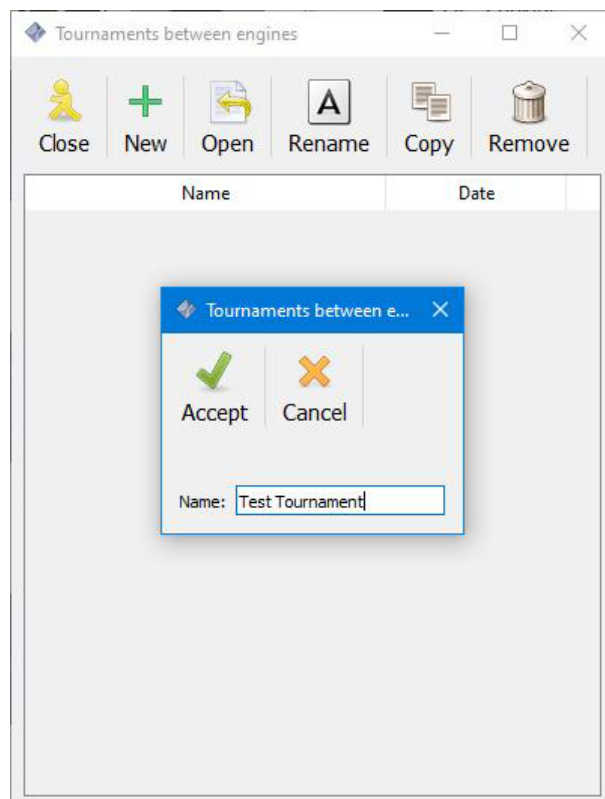 Tournaments between engines
Close New Open Rename Copy Remove
Name Date
Tournaments between e...
Accept Cancel
Name: Test Tournament